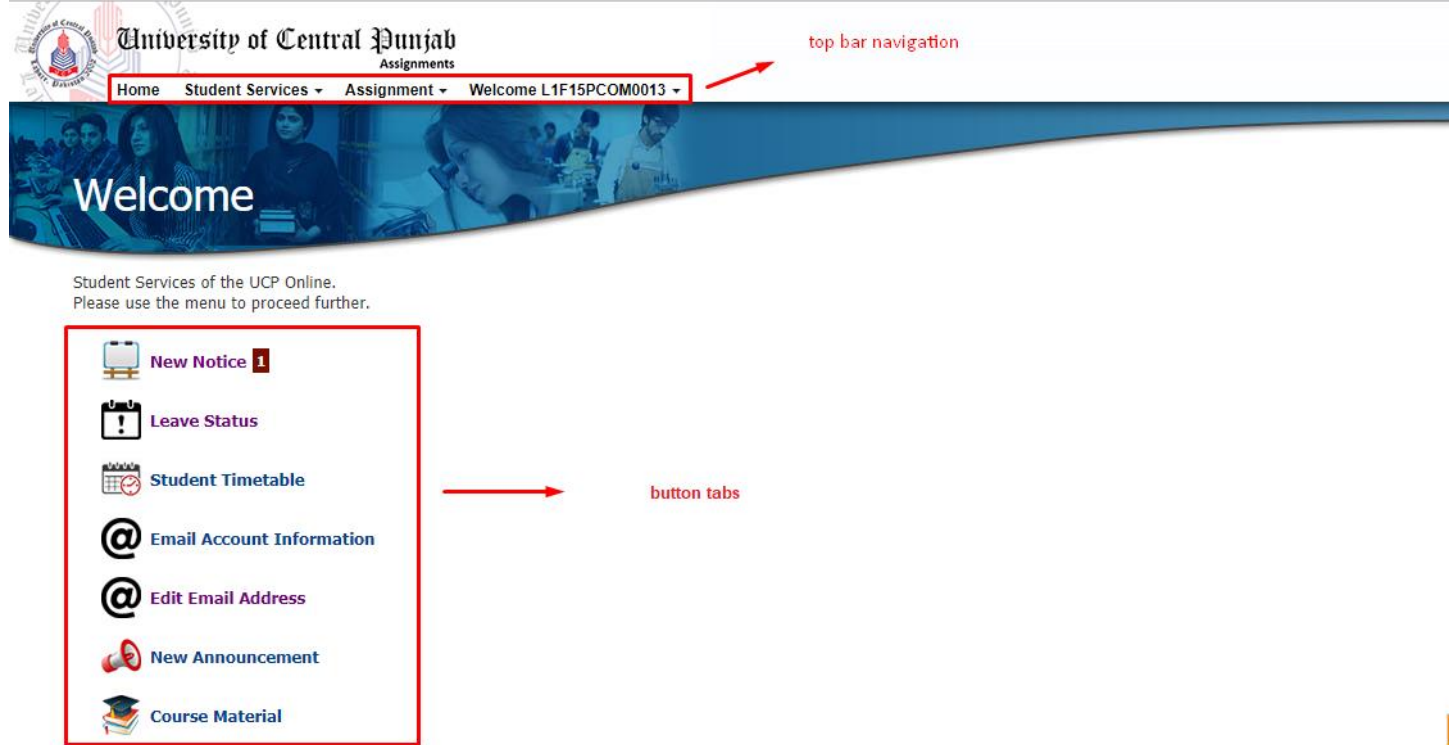 University of Central Punjab
Assignments
top bar navigation
Home Student Services Assignment Welcome L1F15PCOM0013
Welcome
Student Services of the UCP Online.
Please use the menu to proceed further.
New Notice 1
Leave Status
Student Timetable
button tabs
Email Account Information
Edit Email Address
New Announcement
Course Material